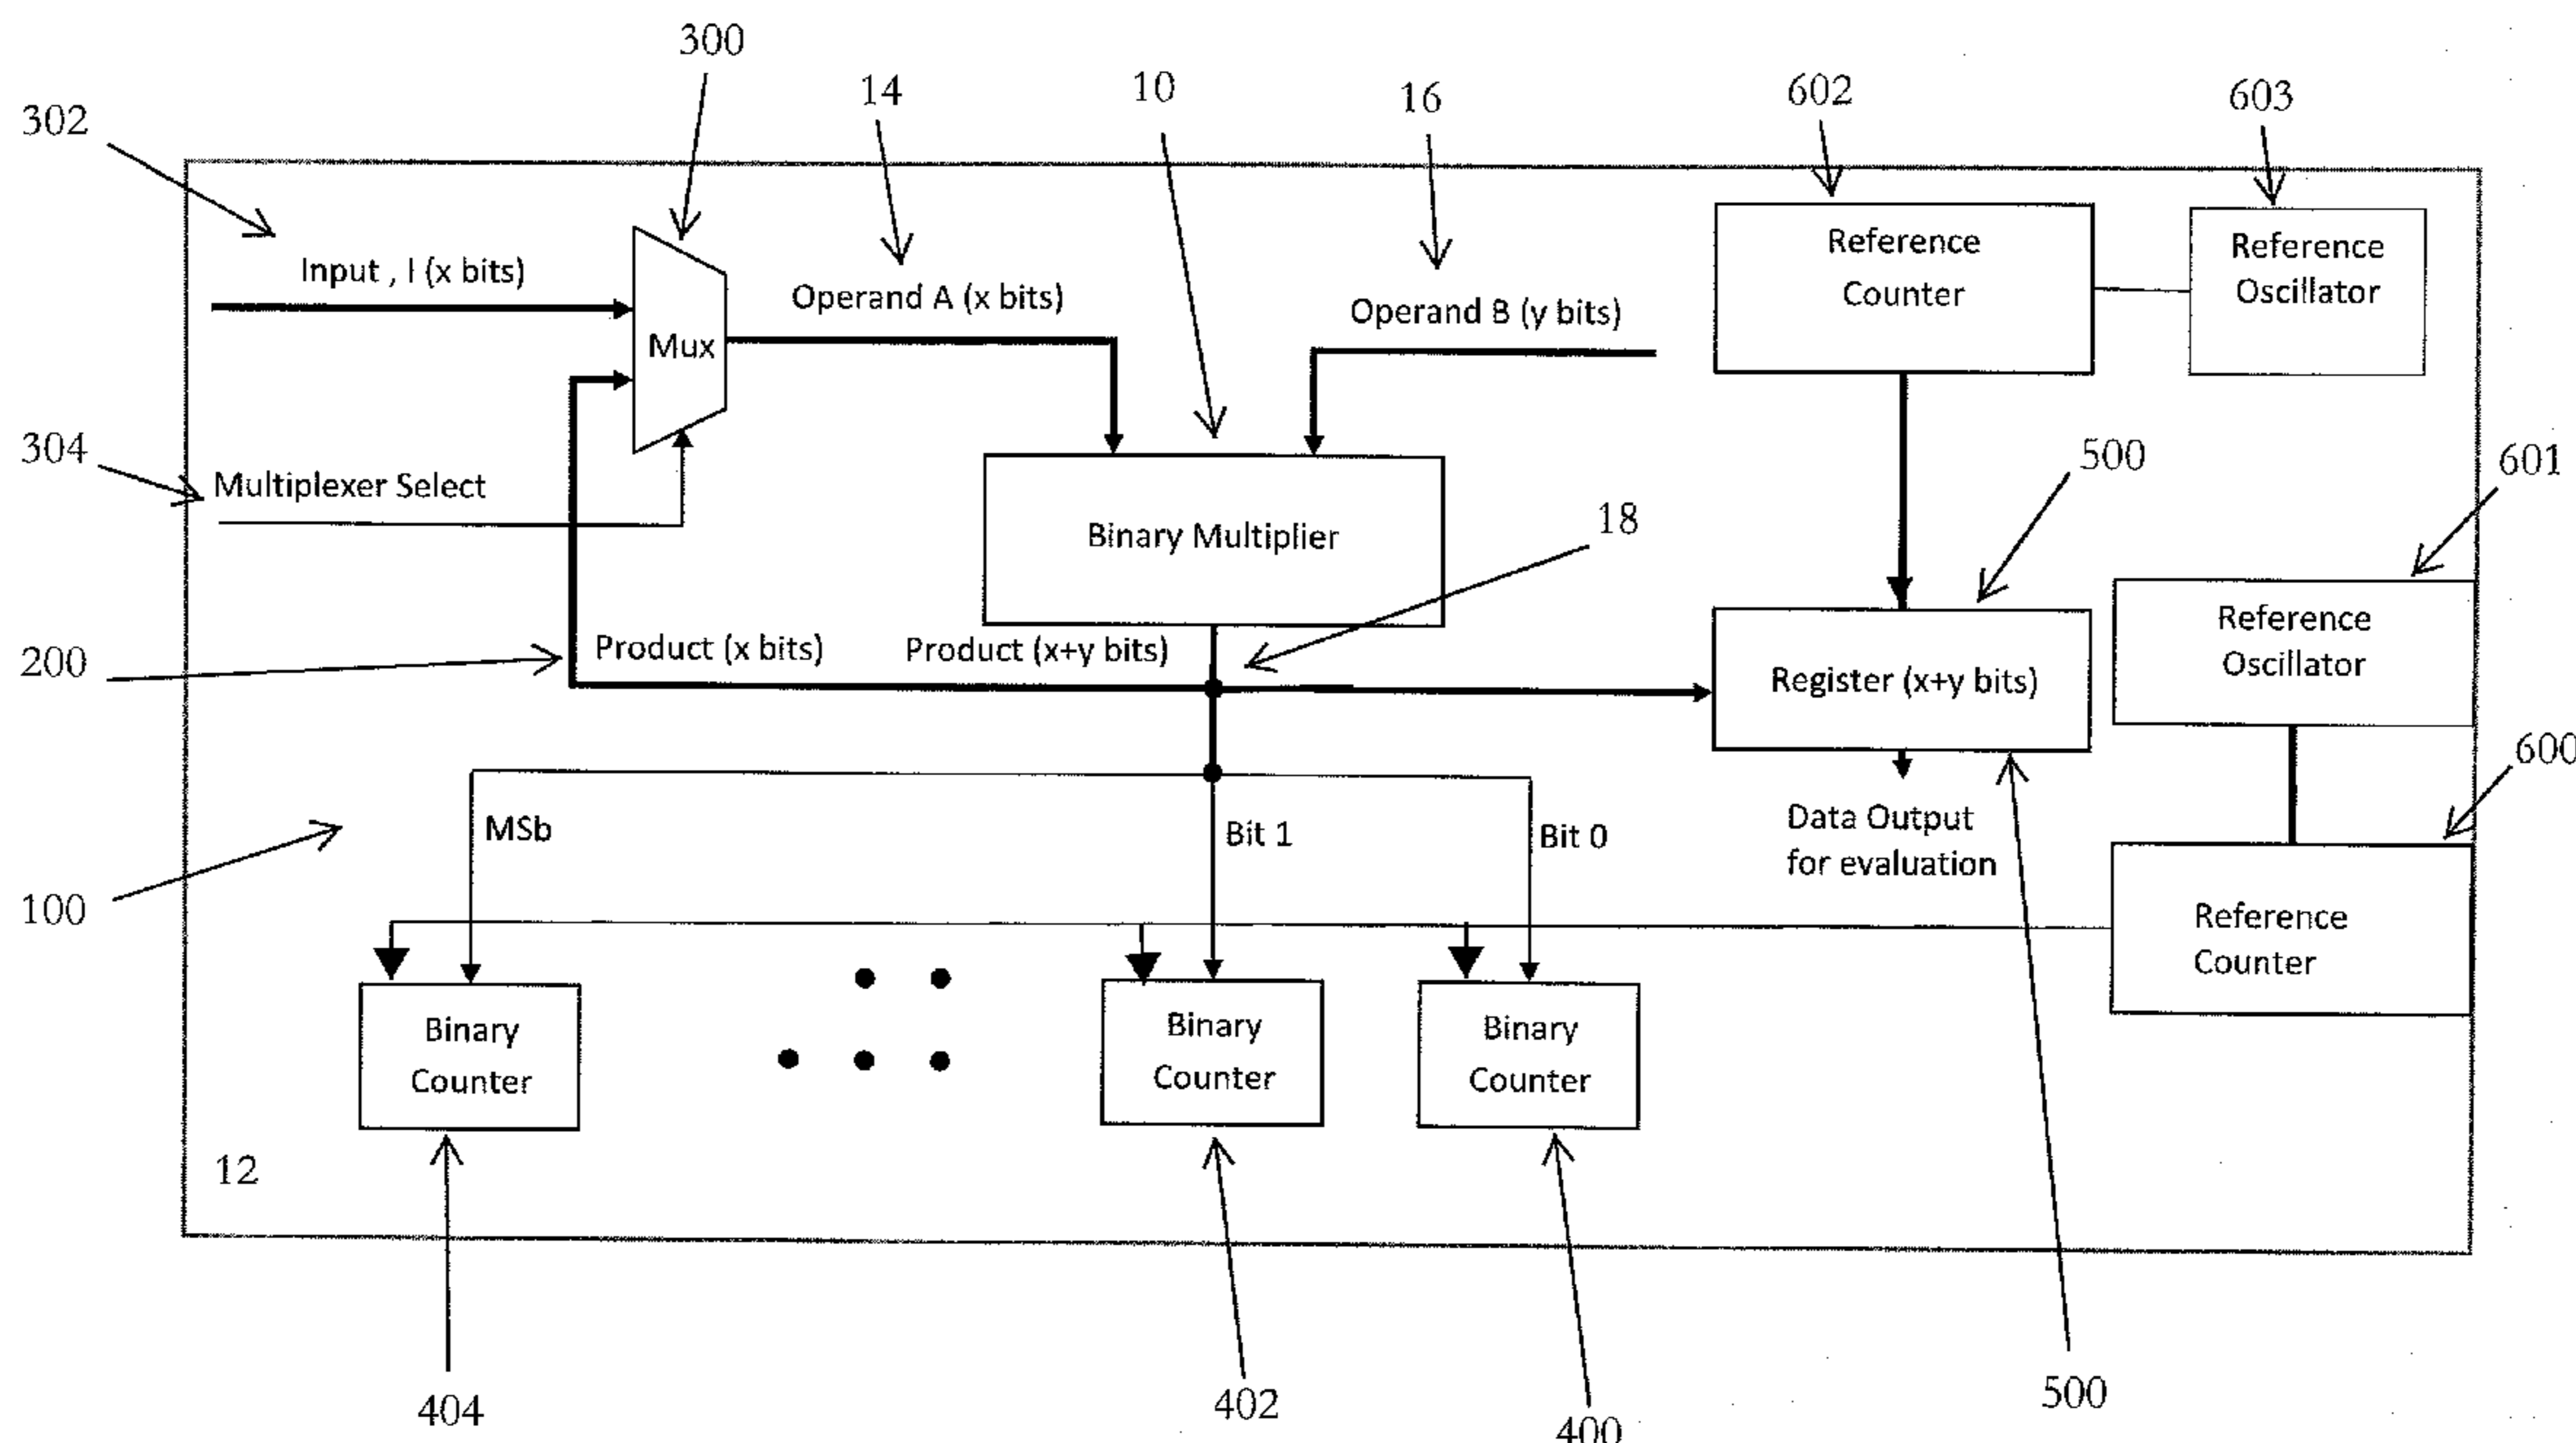 300
14
10
16
602
603
302
Input , I (x bits)
Operand A (x bits)
Operand B (y bits)
Reference
Counter
Reference
Oscillator
Mux
304
Multiplexer Select
500
601
18
Binary Multiplier
Reference
Oscillator
200
Product (x bits)
Product (x+y bits)
Register (x+y bits)
600
MSb
Bit 1
Bit 0
Data Output
for evaluation
100
Reference
Counter
Binary
Counter
Binary
Counter
Binary
Counter
12
404
402
400
500